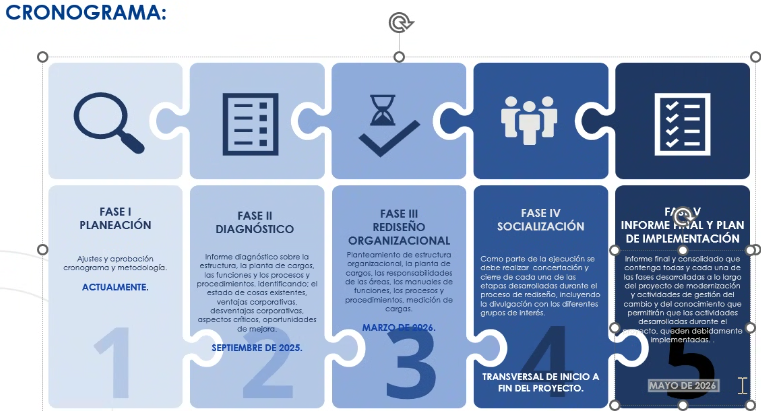 CRONOGRAMA:
FASE I
PLANEACIÓN
Ajustes y aprobación
cronograma y metodología.
ACTUALMENTE.
1
FASE II
DIAGNÓSTICO
Informe diagnóstico sobre la
estructura, la planta de cargos,
las funciones y los procesos y
procedimientos, identificando; el
estado de cosas existentes,
ventajas corporativas,
desventajas corporativas,
aspectos críticos, oportunidades
de mejora.
SEPTIEMBRE DE 2025.
2
FASE III
REDISEÑO
ORGANIZACIONAL
Planteamiento de estructura
organizacional, la planta de
cargos, las responsabilidades
de las áreas, los manuales de
funciones, los procesos y
procedimientos, medición de
cargas.
MARZO DE 2026.
3
FASE IV
SOCIALIZACIÓN
Como parte de la ejecución se
debe realizar concertación y
cierre de cada una de las
etapas desarrolladas durante el
proceso de rediseño, incluyendo
la divulgación con los diferentes
grupos de interés.
4
TRANSVERSAL DE INICIO A
FIN DEL PROYECTO.
FASE V
INFORME FINAL Y PLAN
DE IMPLEMENTACIÓN
Informe final y consolidado que
contenga todas y cada una de
las fases desarrolladas a lo largo
del proyecto de modernización
y actividades de gestión del
cambio y del conocimiento que
permitirán que las actividades
desarrolladas durante el
proyecto, queden debidamente
implementadas. .
5
MAYO DE 2026